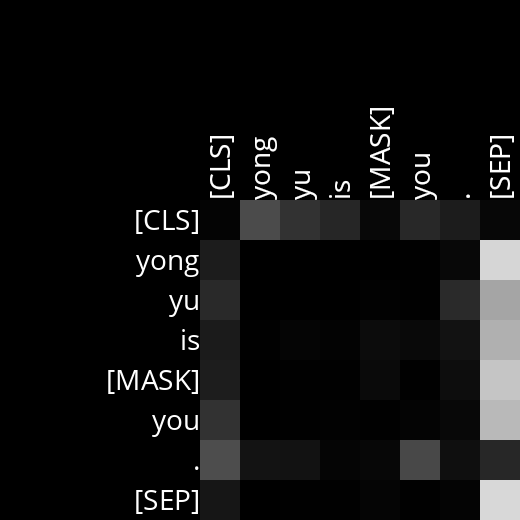 [CLS] yong yu is [MASK] you . [SEP]
[CLS]
yong
yu
is
[MASK]
you
.
[SEP]